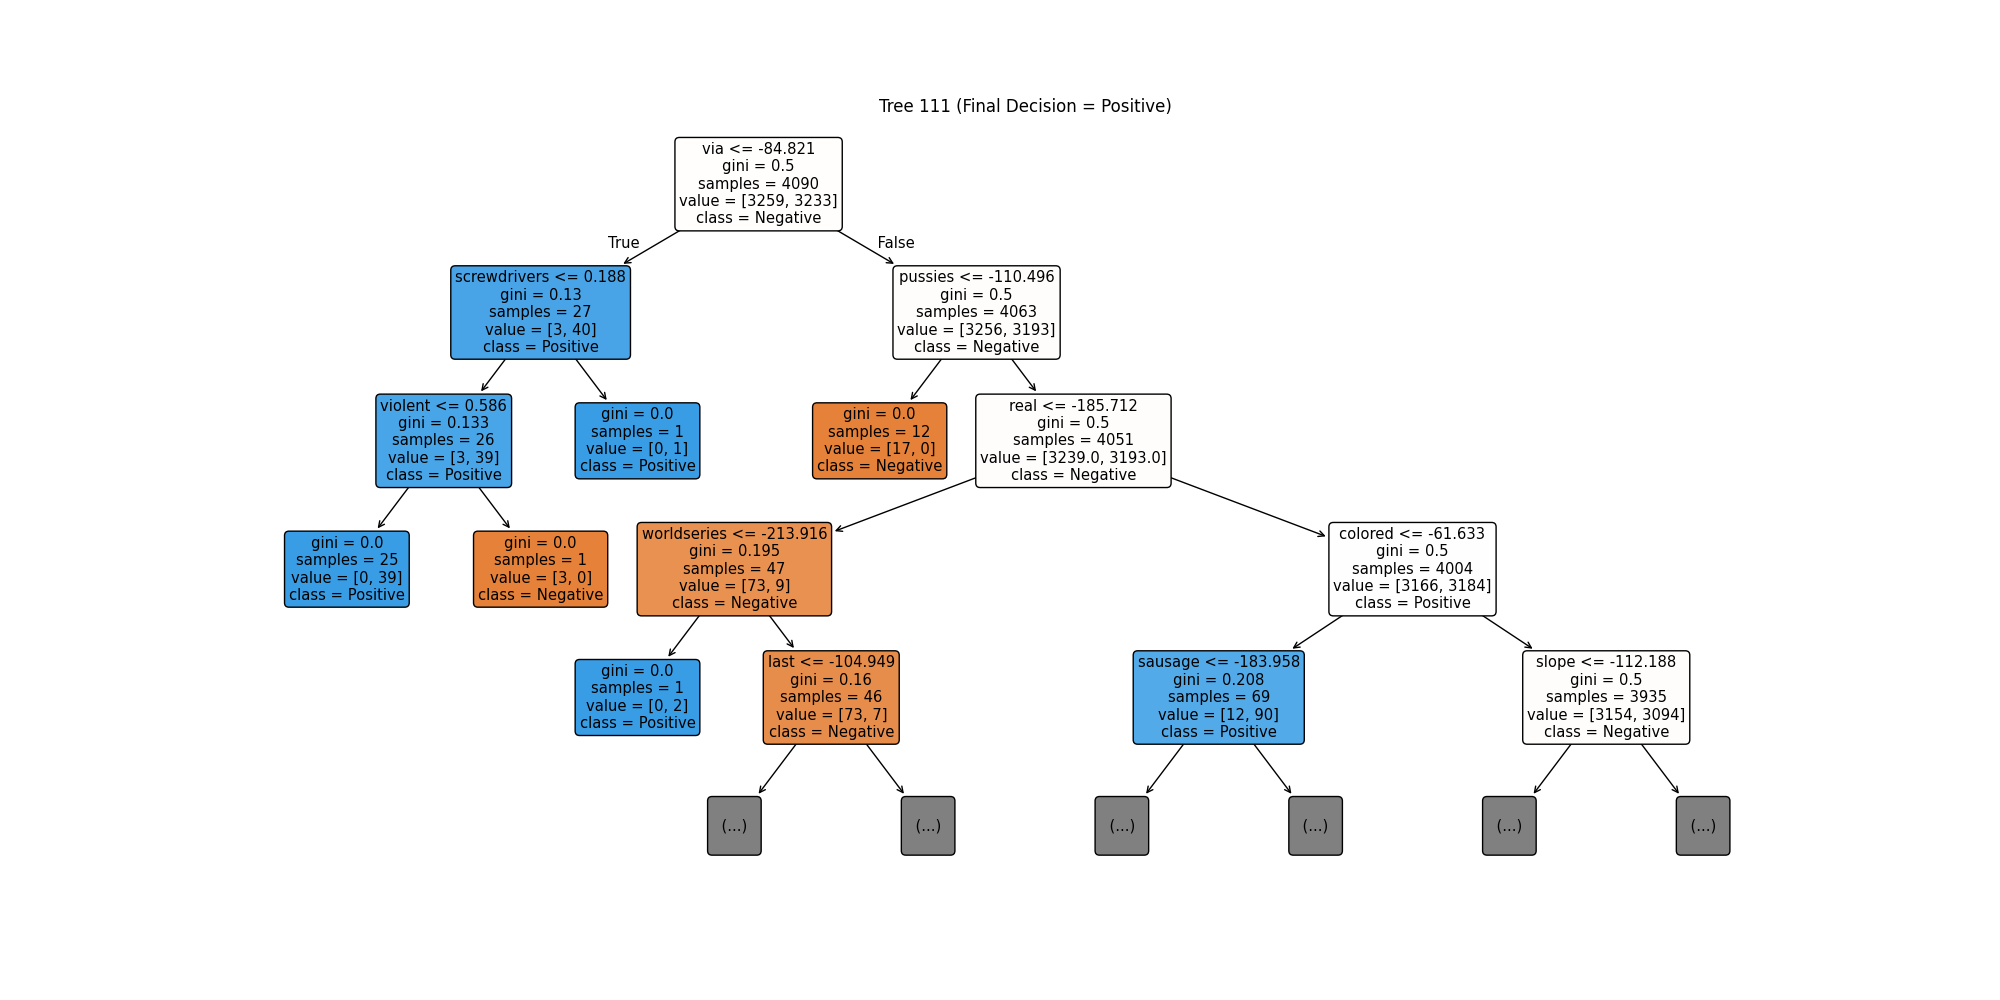 Tree 111 (Final Decision = Positive)
via <= -84.821
gini = 0.5
samples = 4090
value = [3259, 3233]
class = Negative
True
False
screwdrivers <= 0.188
gini = 0.13
samples = 27
value = [3, 40]
class = Positive
pussies <= -110.496
gini = 0.5
samples = 4063
value = [3256, 3193]
class = Negative
violent <= 0.586
gini = 0.133
samples = 26
value = [3, 39]
class = Positive
gini = 0.0
samples = 1
value = [0, 1]
class = Positive
gini = 0.0
samples = 12
value = [17, 0]
class = Negative
real <= -185.712
gini = 0.5
samples = 4051
value = [3239.0, 3193.0]
class = Negative
gini = 0.0
samples = 25
value = [0, 39]
class = Positive
gini = 0.0
samples = 1
value = [3, 0]
class = Negative
worldseries <= -213.916
gini = 0.195
samples = 47
value = [73, 9]
class = Negative
colored <= -61.633
gini = 0.5
samples = 4004
value = [3166, 3184]
class = Positive
gini = 0.0
samples = 1
value = [0, 2]
class = Positive
last <= -104.949
gini = 0.16
samples = 46
value = [73, 7]
class = Negative
sausage <= -183.958
gini = 0.208
samples = 69
value = [12, 90]
class = Positive
slope <= -112.188
gini = 0.5
samples = 3935
value = [3154, 3094]
class = Negative
(...)
(...)
(...)
(...)
(...)
(...)